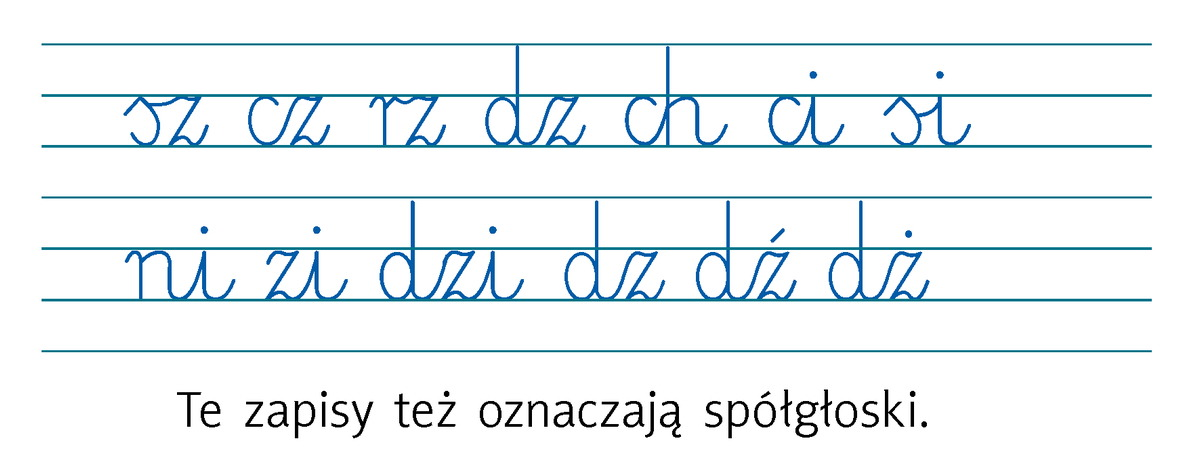 sz cz rz dz ch ci si
ni zi dzi dz dź dż
Te zapisy też oznaczają spółgłoski.